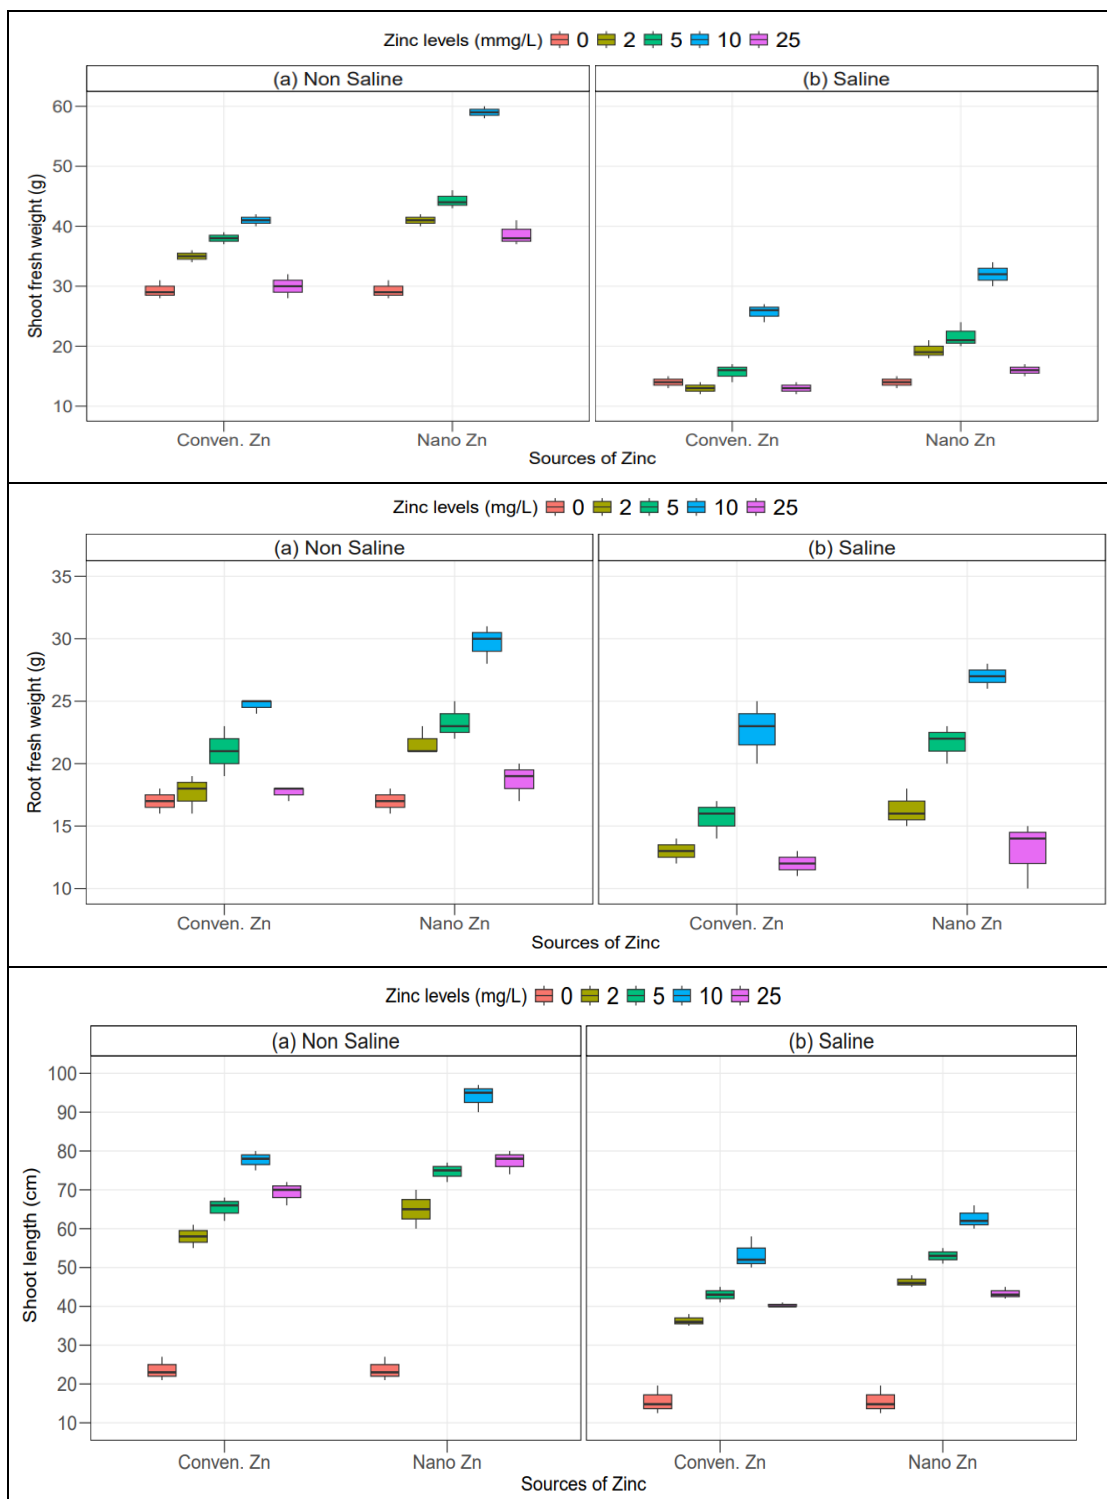 Zinc levels (mmg/L) 0 2 5 10 25
(a) Non Saline
(b) Saline
Shoot fresh weight (g)
60
50
40
30
20
10
Conven. Zn
Nano Zn
Conven. Zn
Nano Zn
Sources of Zinc
Zinc levels (mg/L) 0 2 5 10 25
(a) Non Saline
(b) Saline
Root fresh weight (g)
35
30
25
20
15
10
Conven. Zn
Nano Zn
Conven. Zn
Nano Zn
Sources of Zinc
Zinc levels (mg/L) 0 2 5 10 25
(a) Non Saline
(b) Saline
Shoot length (cm)
100
90
80
70
60
50
40
30
20
10
Conven. Zn
Nano Zn
Conven. Zn
Nano Zn
Sources of Zinc